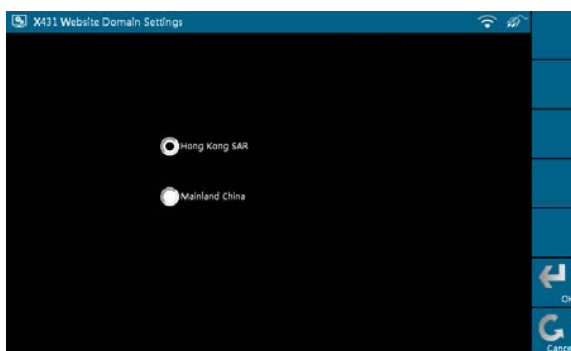 X431 Website Domain Settings
Hong Kong SAR
Mainland China
OK
Cancel